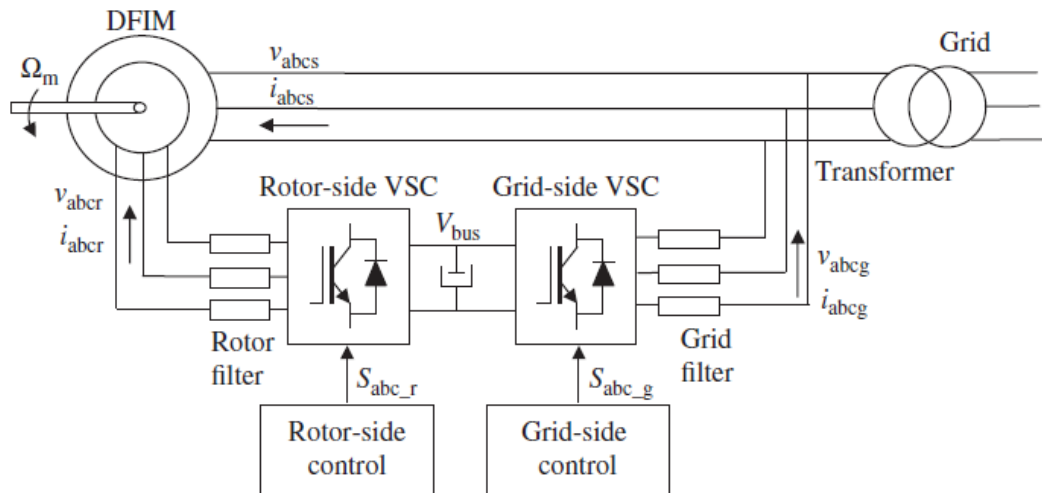 DFIM
Grid
Ω_m
v_abcs
i_abcs
Transformer
Rotor-side VSC
Grid-side VSC
v_abcr
i_abcr
V_bus
v_abcg
i_abcg
Rotor
filter
Grid
filter
S_abc_r
S_abc_g
Rotor-side
control
Grid-side
control